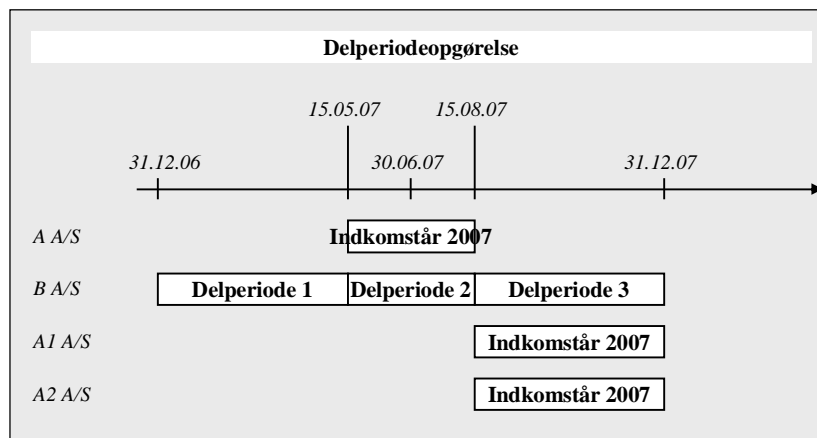 Delperiodeopgørelse
15.05.07 15.08.07
31.12.06 30.06.07 31.12.07
A A/S Indkomstår 2007
B A/S Delperiode 1 Delperiode 2 Delperiode 3
A1 A/S Indkomstår 2007
A2 A/S Indkomstår 2007